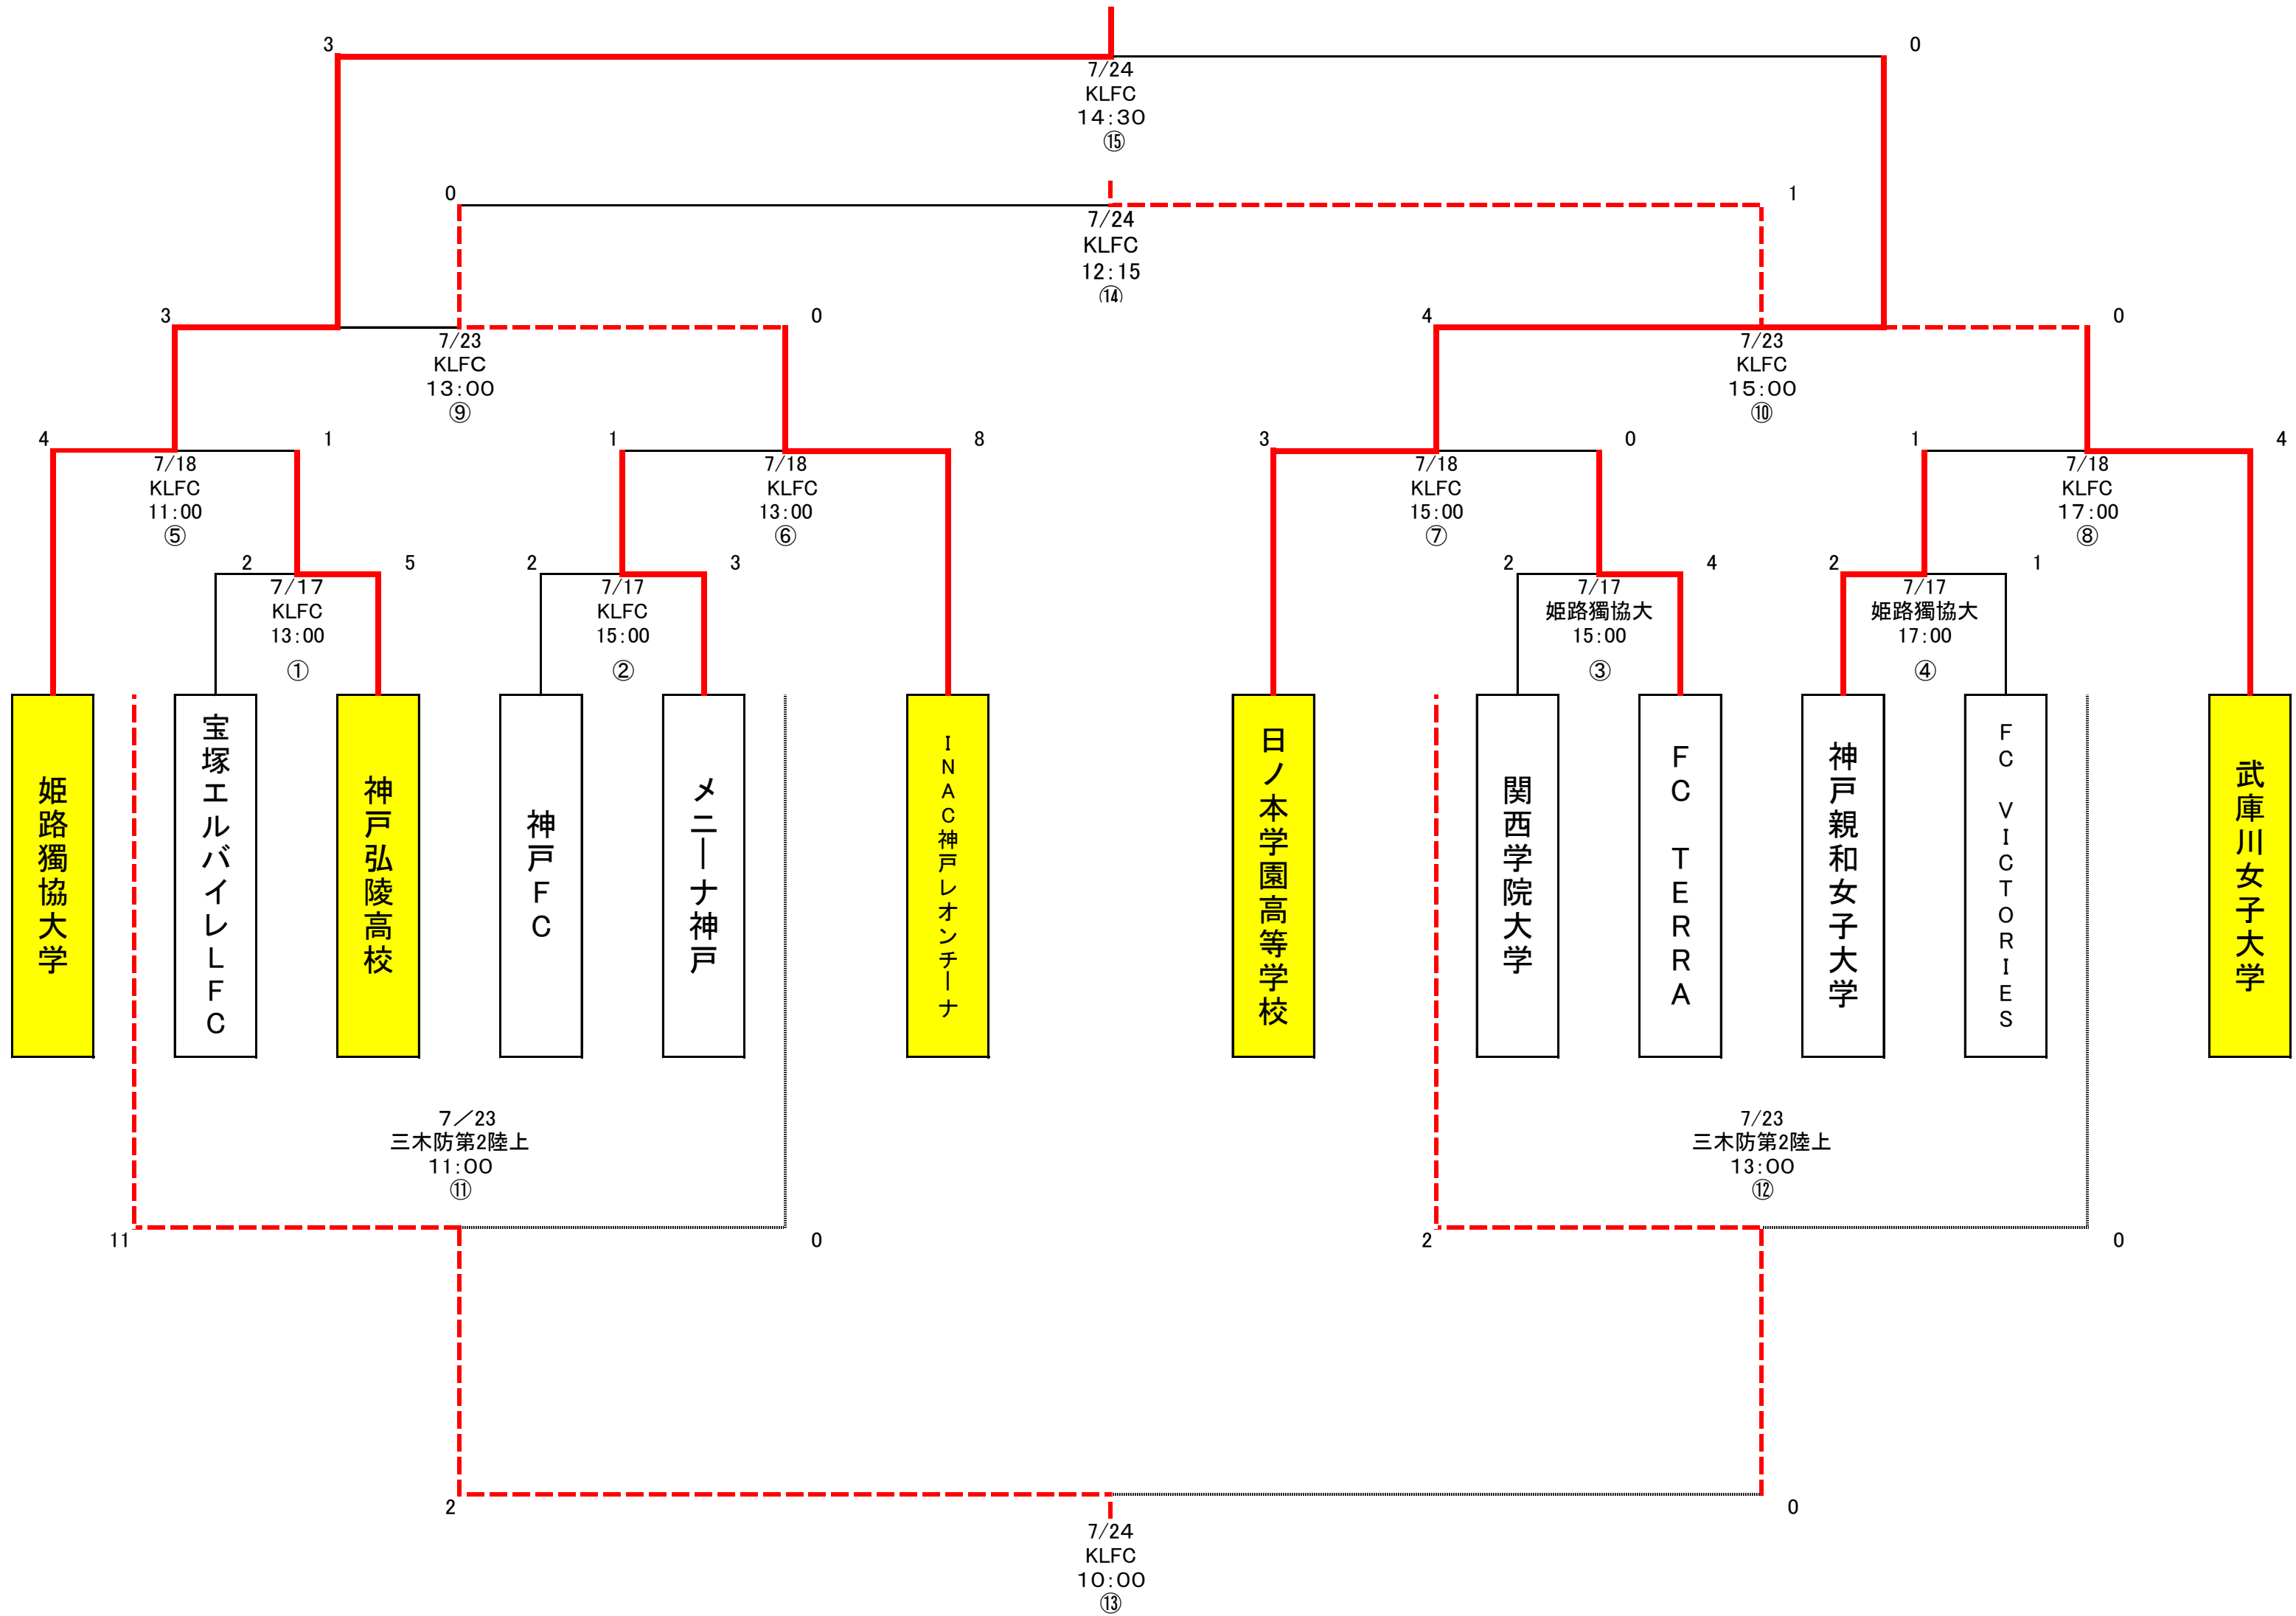 3
0
7/24
KLFC
14:30
⑮
0
1
7/24
KLFC
12:15
⑭
3
0
4
0
7/23
KLFC
13:00
⑨
7/23
KLFC
15:00
⑩
4
1
1
8
3
0
1
4
7/18
KLFC
11:00
⑤
7/18
KLFC
13:00
⑥
7/18
KLFC
15:00
⑦
7/18
KLFC
17:00
⑧
2
5
2
3
2
4
2
1
7/17
KLFC
13:00
①
7/17
KLFC
15:00
②
7/17
姫路獨協大
15:00
③
7/17
姫路獨協大
17:00
④
姫路獨協大学
宝塚エルバイレLFC
神戸弘陵高校
神戸FC
メニーナ神戸
INAC神戸レオンチーナ
日ノ本学園高等学校
関西学院大学
FC TERRA
神戸親和女子大学
FC VICTORIES
武庫川女子大学
7/23
三木防第2陸上
11:00
⑪
7/23
三木防第2陸上
13:00
⑫
11
0
2
0
2
0
7/24
KLFC
10:00
⑬